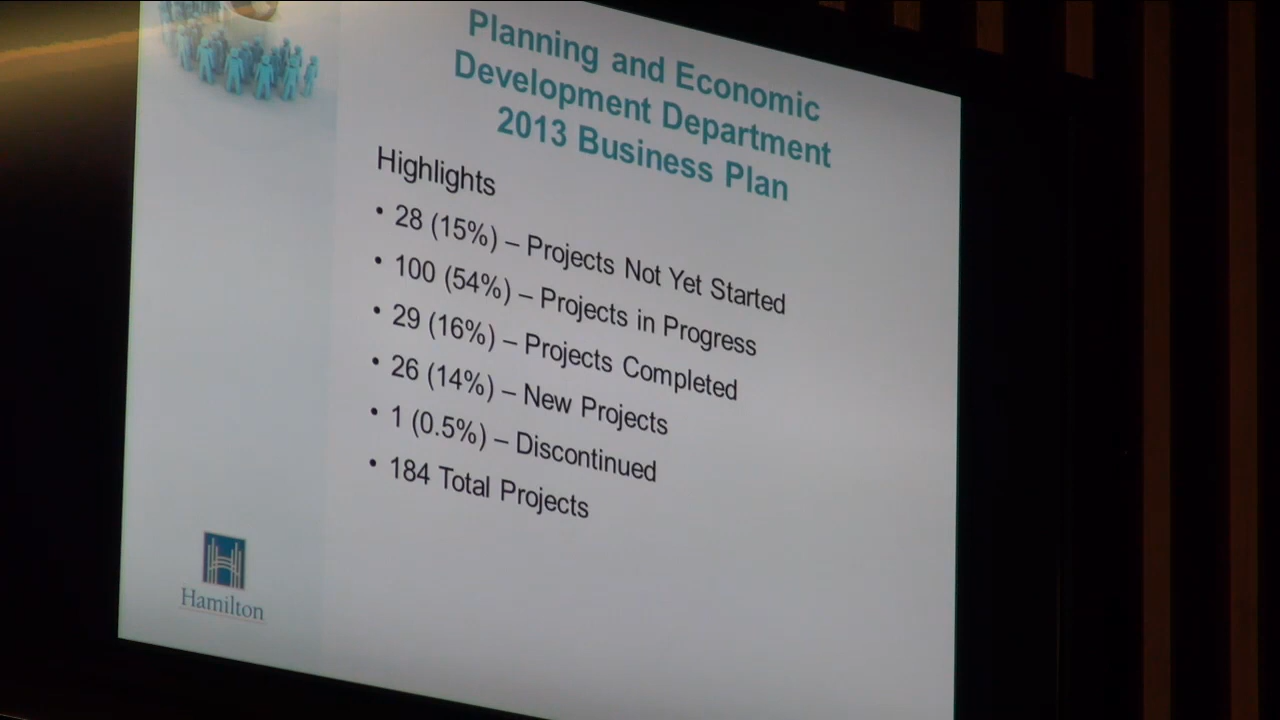 Planning and Economic
Development Department
2013 Business Plan
Highlights
• 28 (15%) – Projects Not Yet Started
• 100 (54%) – Projects in Progress
• 29 (16%) – Projects Completed
• 26 (14%) – New Projects
• 1 (0.5%) – Discontinued
• 184 Total Projects
Hamilton